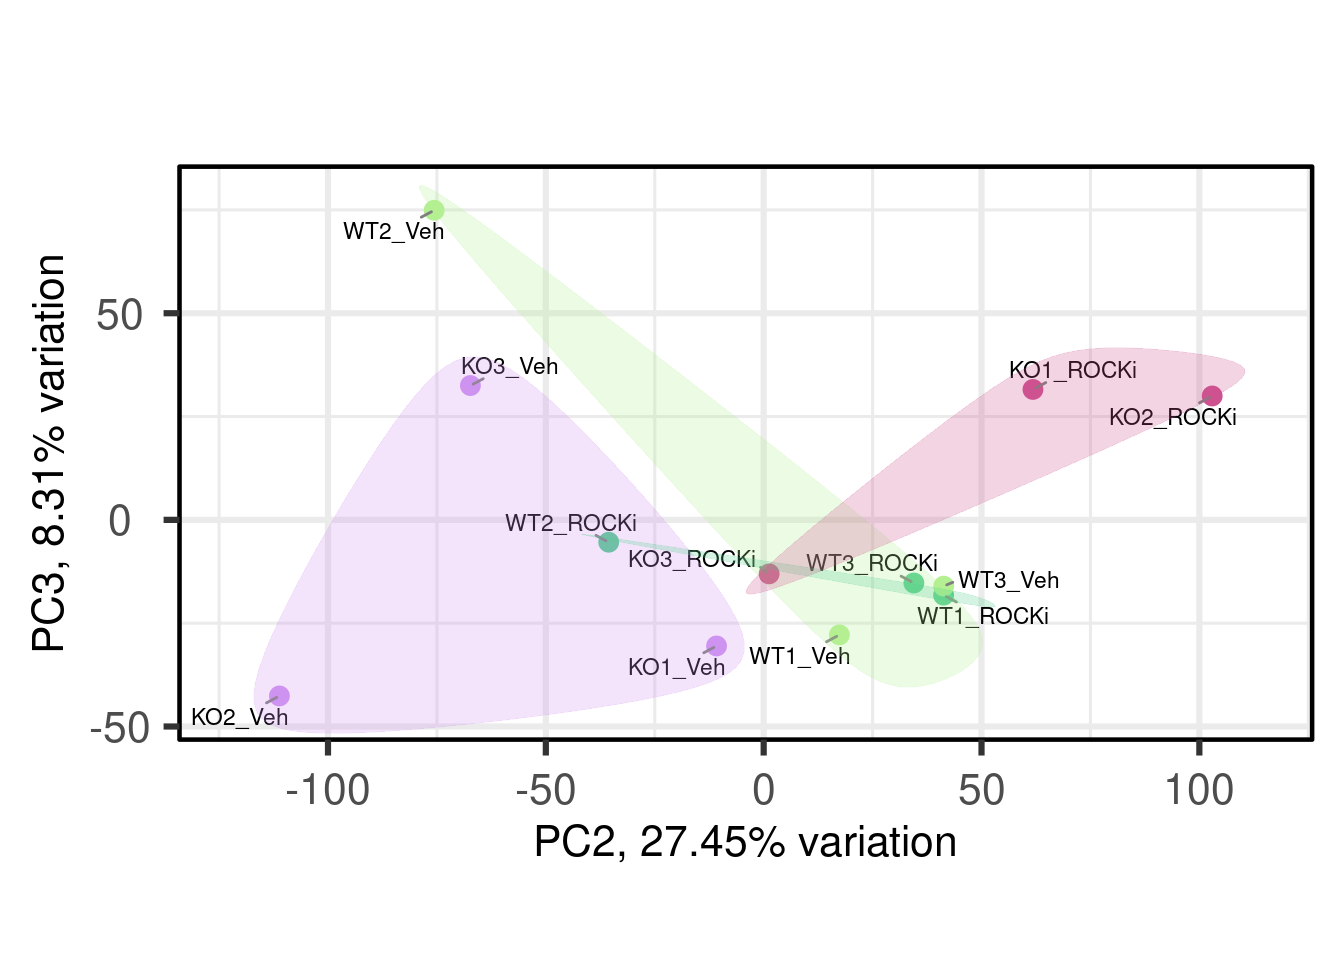 WT2_Veh
KO3_Veh
KO1_ROCKi
KO2_ROCKi
WT2_ROCKi
KO3_ROCKi
WT3_ROCKi
WT3_Veh
WT1_ROCKi
WT1_Veh
KO1_Veh
KO2_Veh
50
0
-50
PC3, 8.31% variation
-100
-50
0
50
100
PC2, 27.45% variation